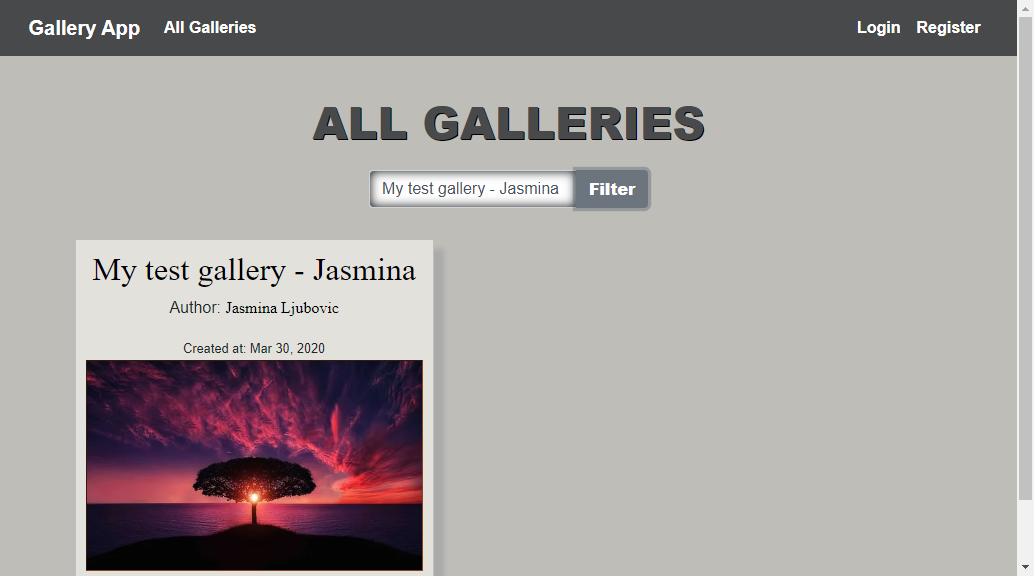 Gallery App All Galleries Login Register
ALL GALLERIES
My test gallery - Jasmina Filter
My test gallery - Jasmina
Author: Jasmina Ljubovic
Created at: Mar 30, 2020